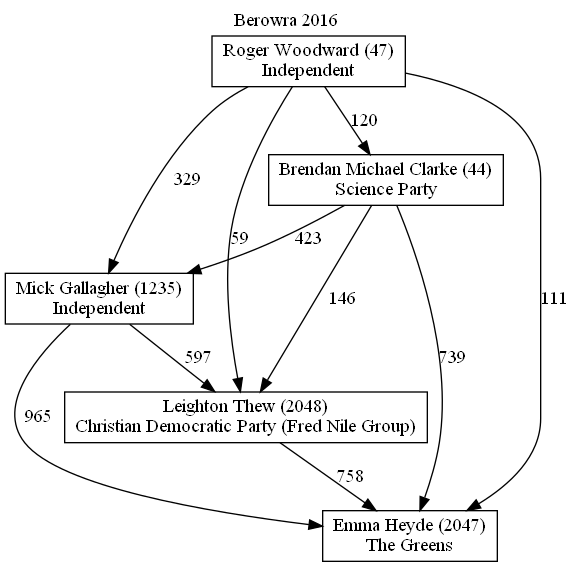 Berowra 2016
Roger Woodward (47)
Independent
120
Brendan Michael Clarke (44)
Science Party
329
59
423
111
Mick Gallagher (1235)
Independent
146
597
739
965
Leighton Thew (2048)
Christian Democratic Party (Fred Nile Group)
758
Emma Heyde (2047)
The Greens